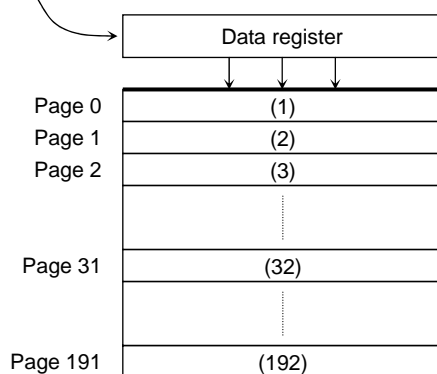 Data register
Page 0 (1)
Page 1 (2)
Page 2 (3)
Page 31 (32)
Page 191 (192)